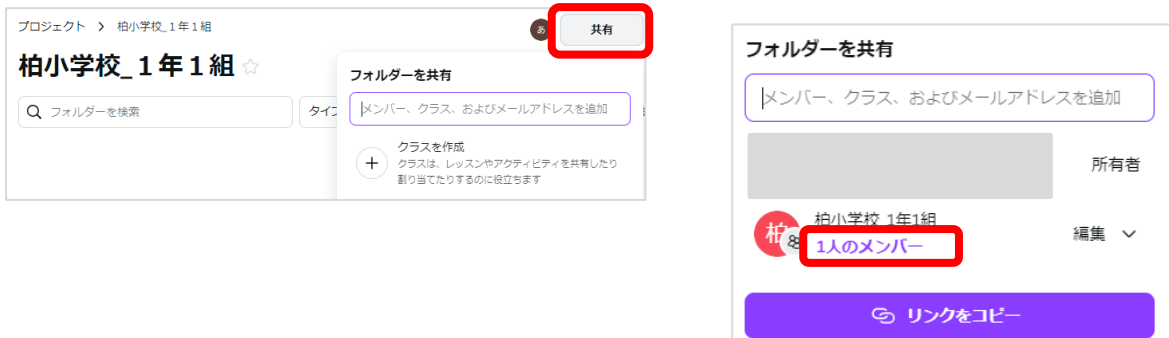 プロジェクト > 柏小学校_1年1組
あ
共有
柏小学校_１年１組
フォルダーを検索
タイプ
フォルダーを共有
メンバー、クラス、およびメールアドレスを追加
クラスを作成
クラスは、レッスンやアクティビティを共有したり
割り当てたりするのに役立ちます
フォルダーを共有
メンバー、クラス、およびメールアドレスを追加
所有者
柏
柏小学校_1年1組
1人のメンバー
編集
リンクをコピー